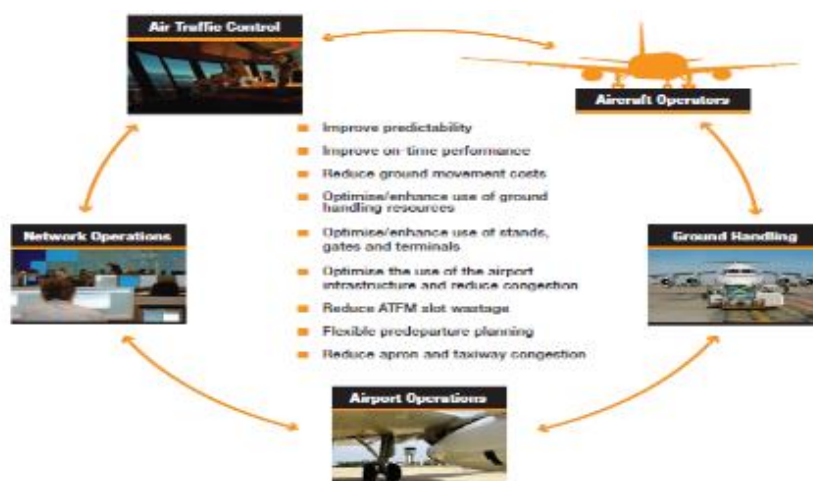 Air Traffic Control
Aircraft Operators
Improve predictability
Improve on-time performance
Reduce ground movement costs
Optimise/enhance use of ground
handling resources
Optimise/enhance use of stands,
gates and terminals
Optimise the use of the airport
infrastructure and reduce congestion
Reduce ATFM slot wastage
Flexible predeparture planning
Reduce apron and taxiway congestion
Network Operations
Ground Handling
Airport Operations